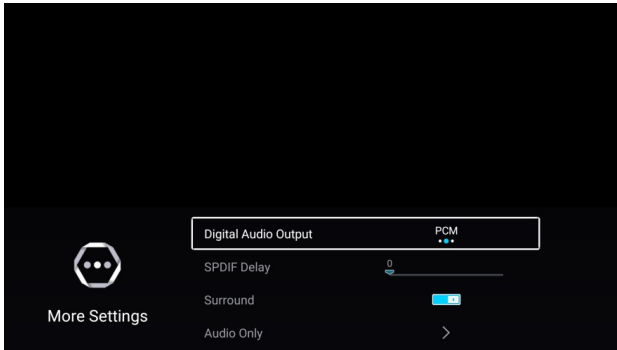 Digital Audio Output PCM
SPDIF Delay 0
Surround
More Settings
Audio Only